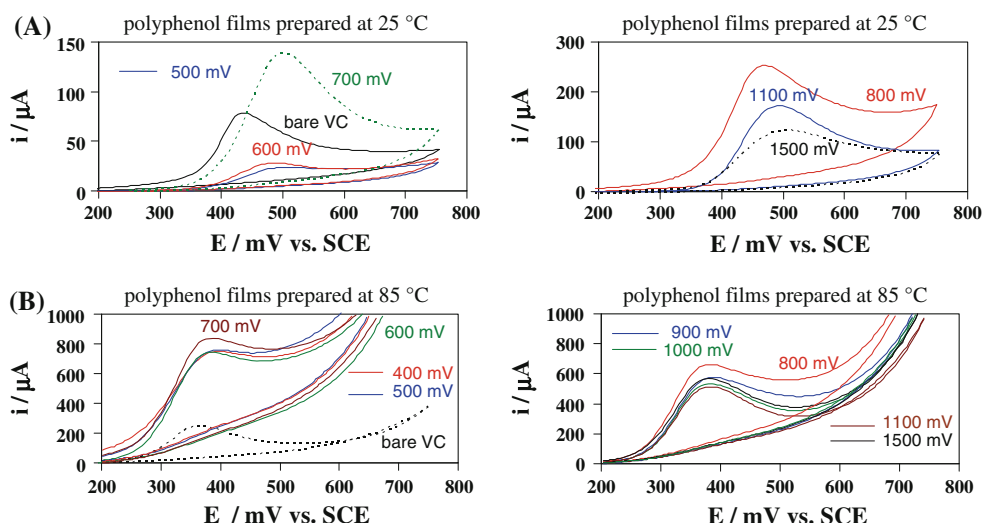 (A)
polyphenol films prepared at 25 °C
150
100
50
0
i / µA
500 mV
700 mV
bare VC
600 mV
200 300 400 500 600 700 800
E / mV vs. SCE
polyphenol films prepared at 25 °C
300
200
100
0
i / µA
800 mV
1100 mV
1500 mV
200 300 400 500 600 700 800
E / mV vs. SCE
(B)
polyphenol films prepared at 85 °C
1000
800
600
400
200
0
i / µA
700 mV
600 mV
400 mV
500 mV
bare VC
200 300 400 500 600 700 800
E / mV vs. SCE
polyphenol films prepared at 85 °C
1000
800
600
400
200
0
i / µA
900 mV
1000 mV
800 mV
1100 mV
1500 mV
200 300 400 500 600 700 800
E / mV vs. SCE